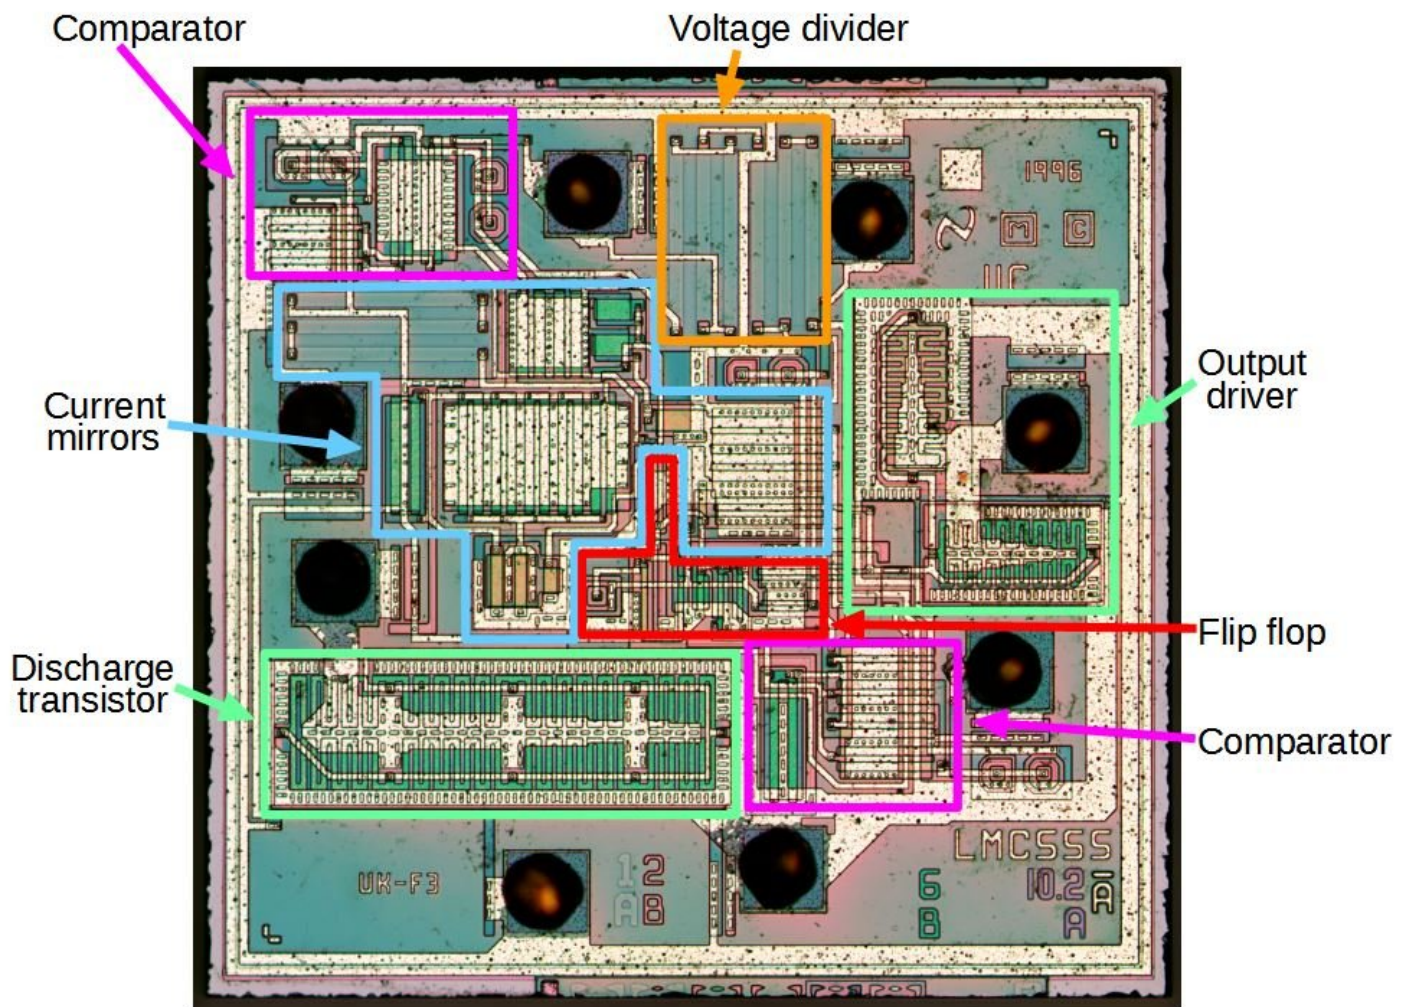 Comparator
Voltage divider
1996
M C
Output
driver
Current
mirrors
Flip flop
Discharge
transistor
Comparator
LMC555
UK-F3
12
AB
6
B
10.2
A
A